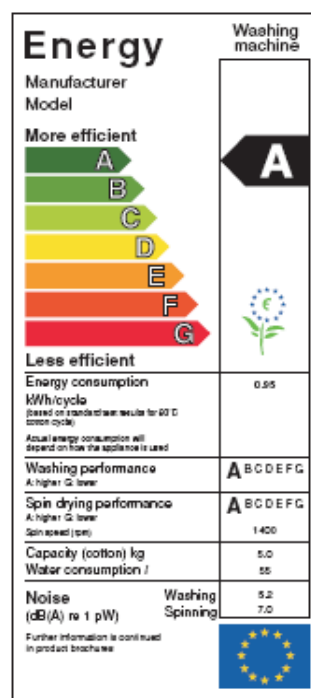 Energy
Washing
machine
Manufacturer
Model
More efficient
A
A
B
C
D
E
F
G
Less efficient
Energy consumption
0.95
kWh/cycle
(based on standard test results for 60°C
cotton cycle)
Actual energy consumption will
depend on how the appliance is used
Washing performance
A: higher G: lower
A B C D E F G
Spin drying performance
A: higher G: lower
A B C D E F G
Spin speed (rpm)
1400
Capacity (cotton) kg
5.0
Water consumption l
55
Noise
(dB(A) re 1 pW)
Washing
5.2
Spinning
7.0
Further information is continued
in product brochures